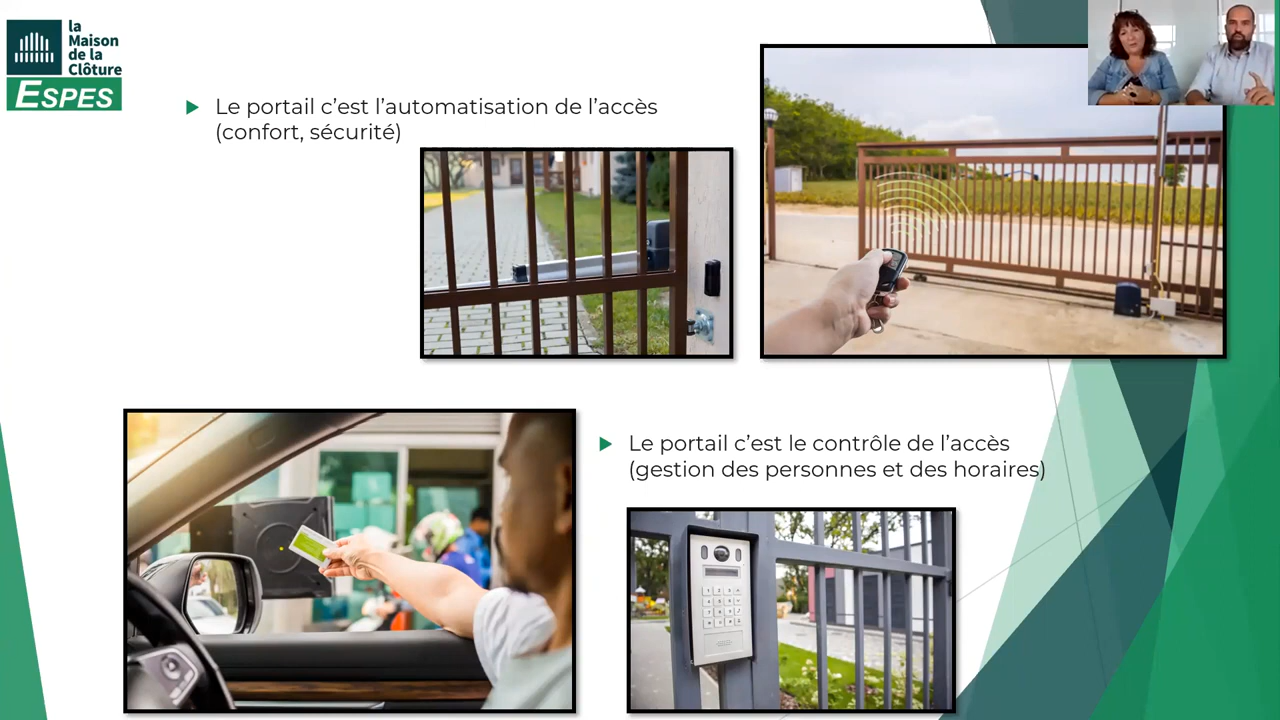 la
Maison
de la
Clôture
ESPES
Le portail c’est l’automatisation de l’accès
(confort, sécurité)
Le portail c’est le contrôle de l’accès
(gestion des personnes et des horaires)